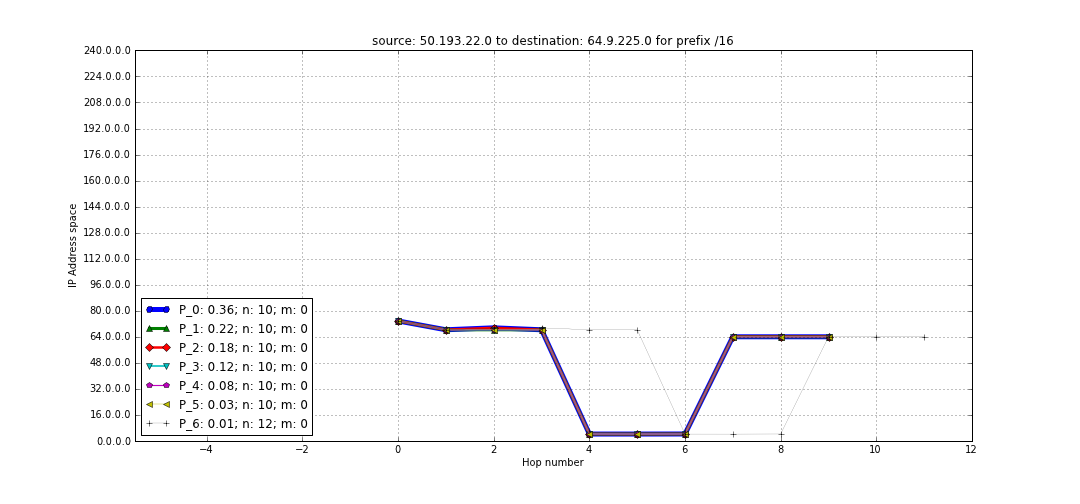 source: 50.193.22.0 to destination: 64.9.225.0 for prefix /16
240.0.0.0
224.0.0.0
208.0.0.0
192.0.0.0
176.0.0.0
160.0.0.0
144.0.0.0
128.0.0.0
112.0.0.0
96.0.0.0
80.0.0.0
64.0.0.0
48.0.0.0
32.0.0.0
16.0.0.0
0.0.0.0
IP Address space
P_0: 0.36; n: 10; m: 0
P_1: 0.22; n: 10; m: 0
P_2: 0.18; n: 10; m: 0
P_3: 0.12; n: 10; m: 0
P_4: 0.08; n: 10; m: 0
P_5: 0.03; n: 10; m: 0
P_6: 0.01; n: 12; m: 0
−4 −2 0 2 4 6 8 10 12
Hop number